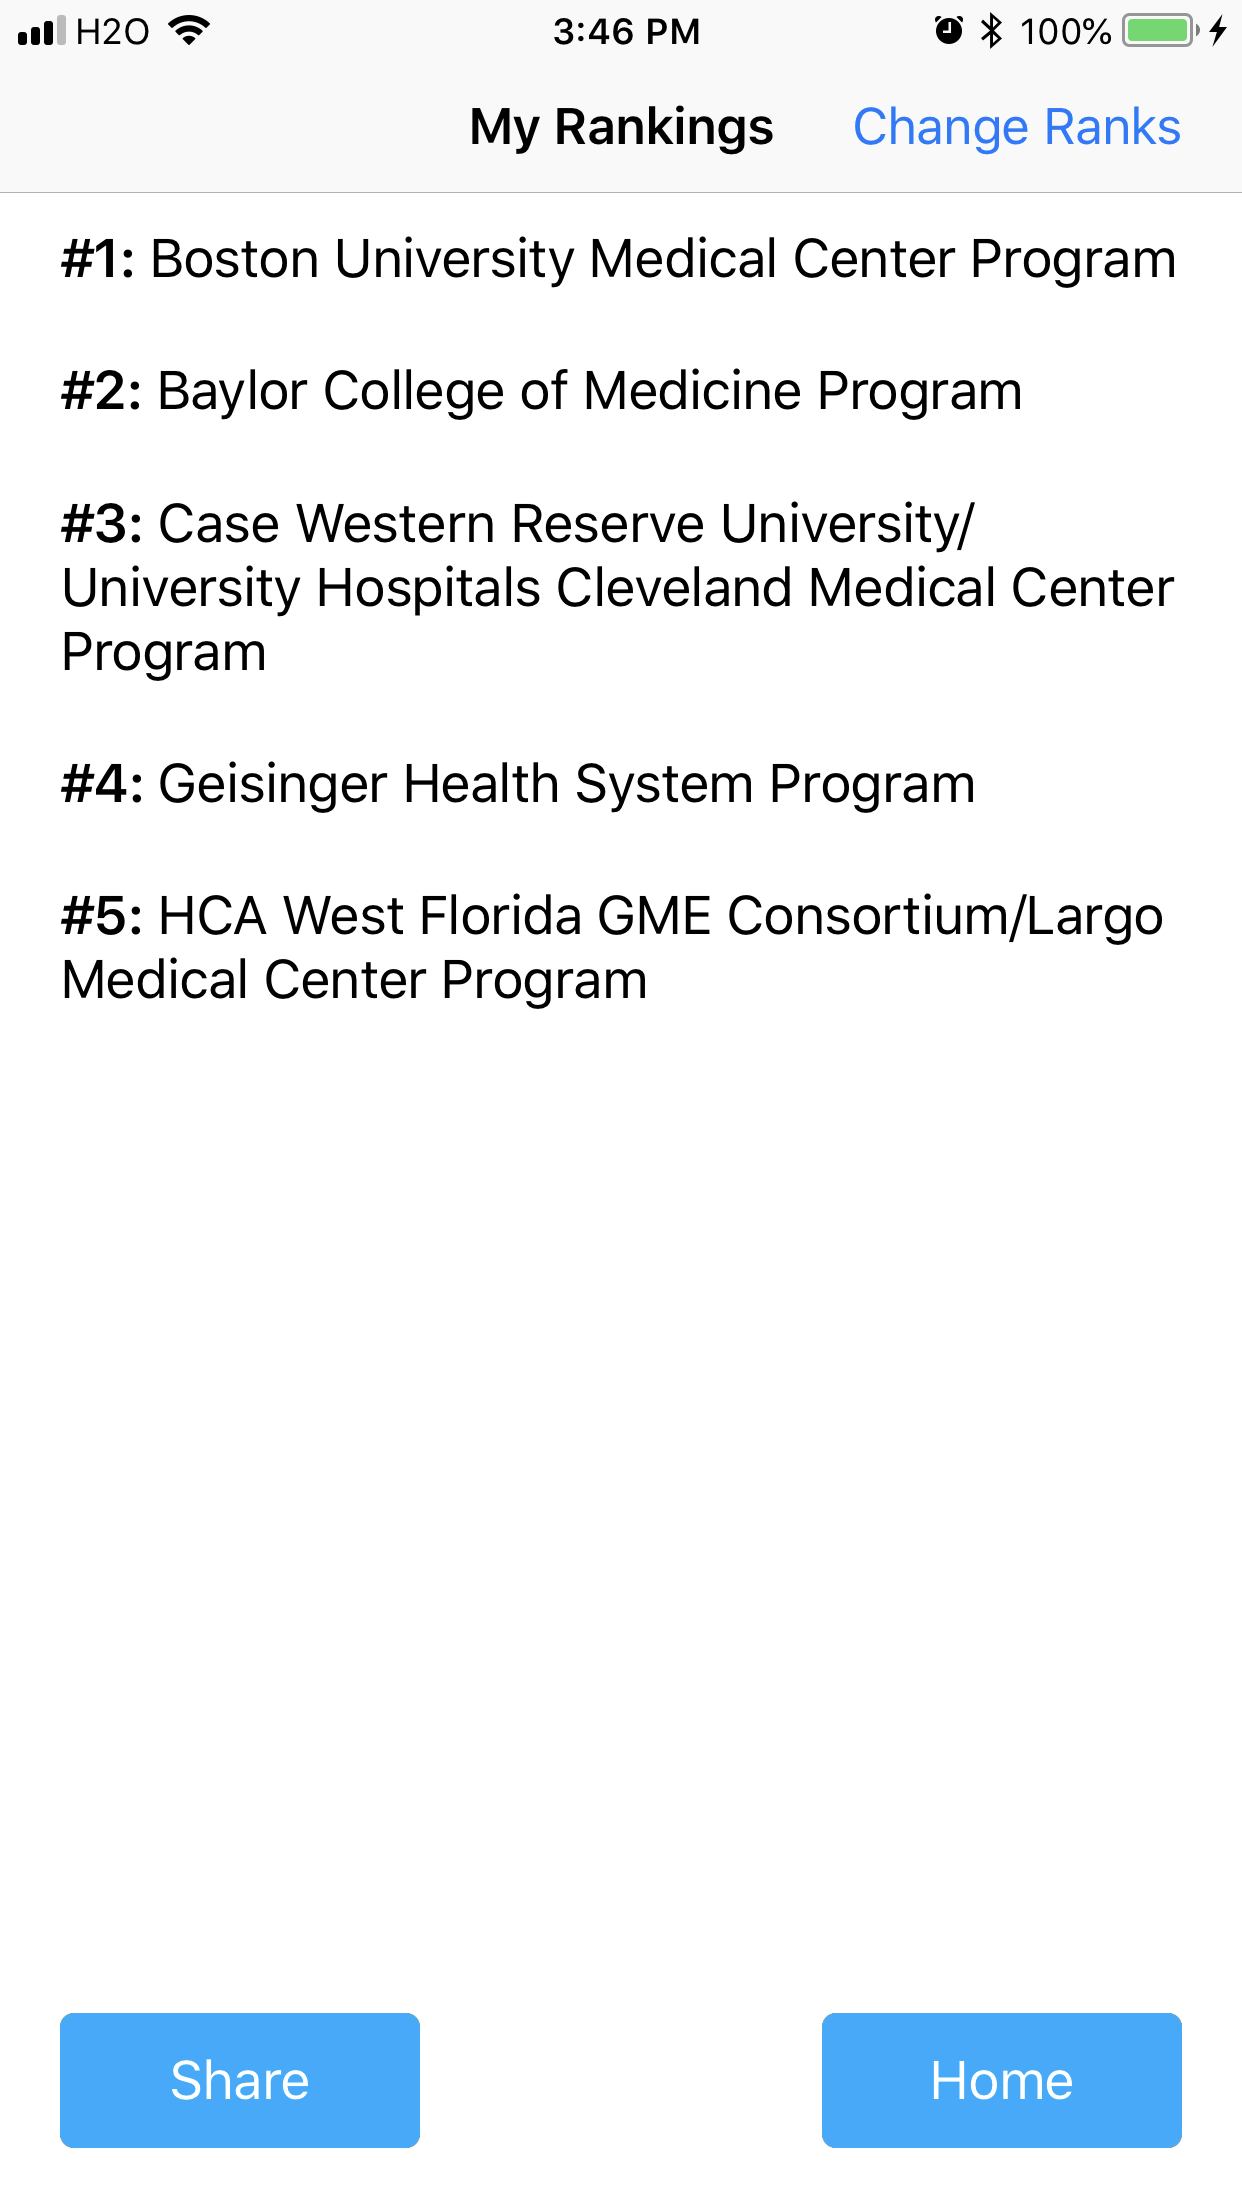 H2O 3:46 PM 100%
My Rankings Change Ranks
#1: Boston University Medical Center Program
#2: Baylor College of Medicine Program
#3: Case Western Reserve University/
University Hospitals Cleveland Medical Center
Program
#4: Geisinger Health System Program
#5: HCA West Florida GME Consortium/Largo
Medical Center Program
Share Home